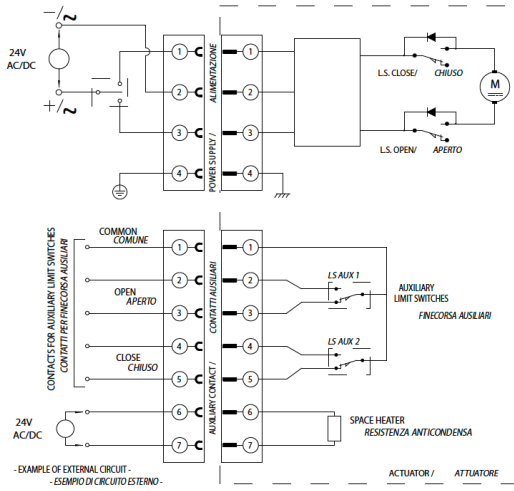 24V
AC/DC
− /
+ /
1
2
3
4
POWER SUPPLY / ALIMENTAZIONE
1
2
3
4
L.S. CLOSE/ CHIUSO
L.S. OPEN/ APERTO
M
CONTACTS FOR AUXILIARY LIMIT SWITCHES
CONTATTI PER FINECORSA AUSILIARI
COMMON
COMUNE
OPEN
APERTO
CLOSE
CHIUSO
24V
AC/DC
1
2
3
4
5
6
7
AUXILIARY CONTACT / CONTATTI AUSILIARI
1
2
3
4
5
6
7
LS AUX 1
LS AUX 2
AUXILIARY
LIMIT SWITCHES
FINECORSA AUSILIARI
SPACE HEATER
RESISTENZA ANTICONDENSA
- EXAMPLE OF EXTERNAL CIRCUIT -
- ESEMPIO DI CIRCUITO ESTERNO -
ACTUATOR / ATTUATORE